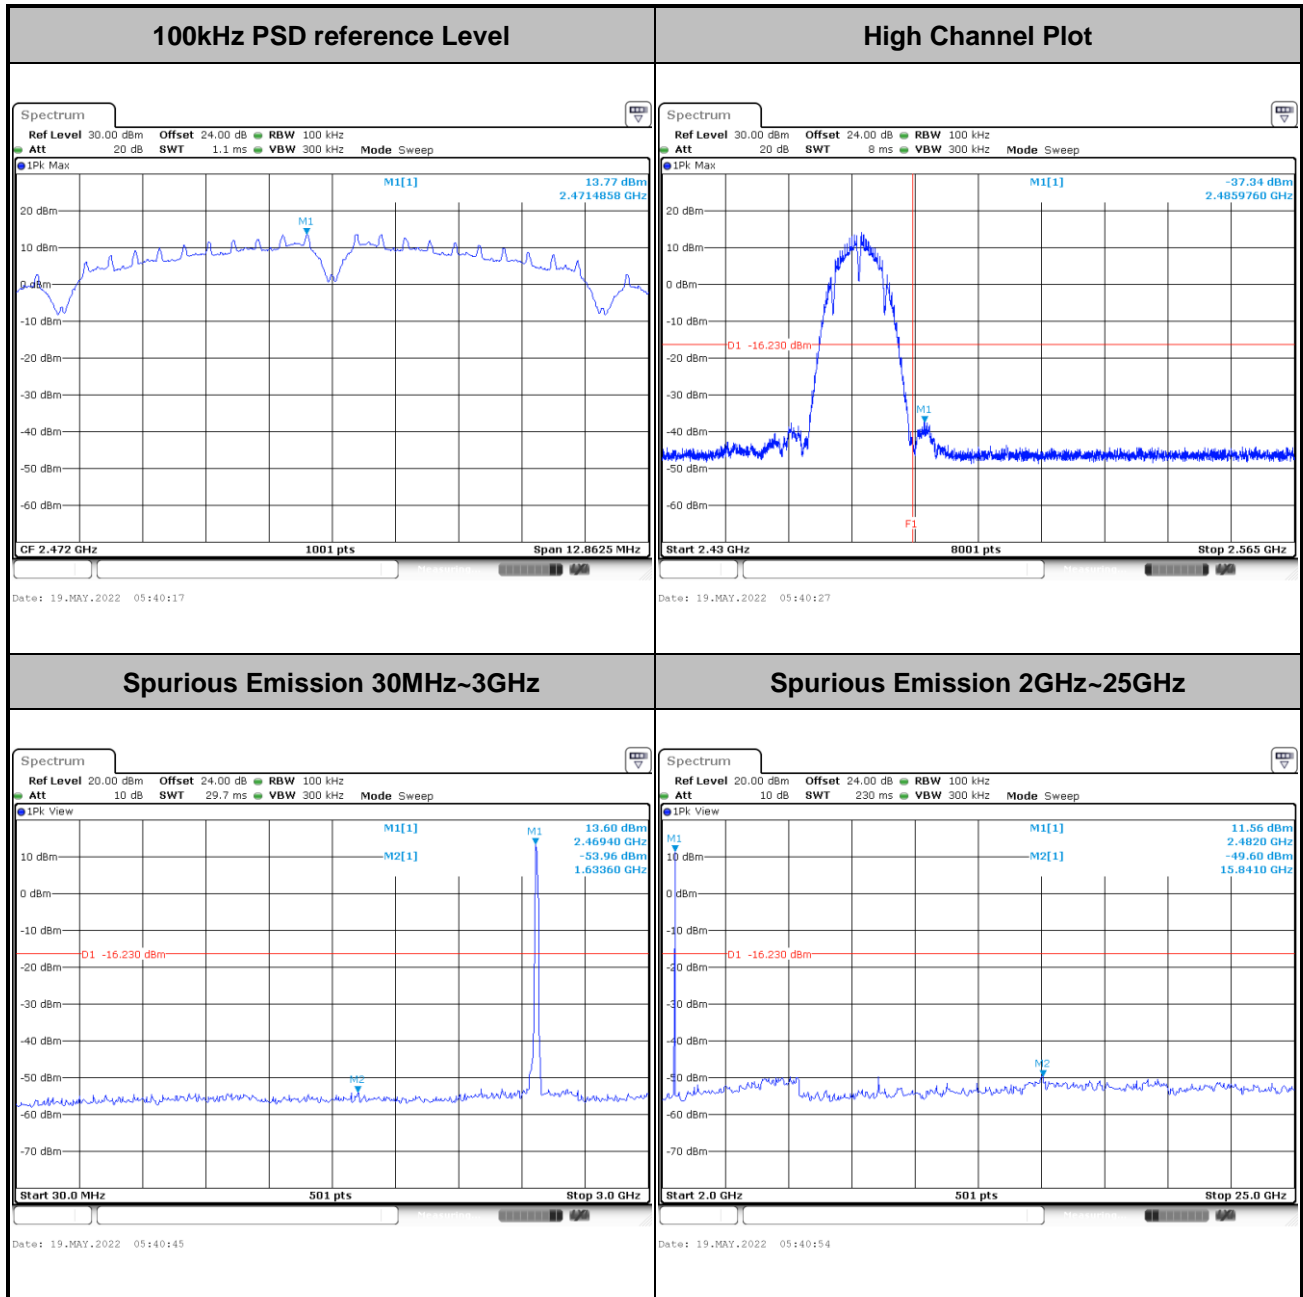 100kHz PSD reference Level
High Channel Plot
Spectrum
Ref Level 30.00 dBm Offset 24.00 dB RBW 100 kHz
Att 20 dB SWT 1.1 ms VBW 300 kHz Mode Sweep
1Pk Max
M1[1] 13.77 dBm
2.4714858 GHz
20 dBm
M1
10 dBm
0 dBm
-10 dBm
-20 dBm
-30 dBm
-40 dBm
-50 dBm
-60 dBm
CF 2.472 GHz 1001 pts Span 12.8625 MHz
Measuring
Date: 19.MAY.2022 05:40:17
Spectrum
Ref Level 30.00 dBm Offset 24.00 dB RBW 100 kHz
Att 20 dB SWT 8 ms VBW 300 kHz Mode Sweep
1Pk Max
M1[1] -37.34 dBm
2.4859760 GHz
20 dBm
10 dBm
0 dBm
-10 dBm
D1 -16.230 dBm
-20 dBm
-30 dBm
M1
-40 dBm
-50 dBm
-60 dBm
F1
Start 2.43 GHz 8001 pts Stop 2.565 GHz
Measuring
Date: 19.MAY.2022 05:40:27
Spurious Emission 30MHz~3GHz
Spurious Emission 2GHz~25GHz
Spectrum
Ref Level 20.00 dBm Offset 24.00 dB RBW 100 kHz
Att 10 dB SWT 29.7 ms VBW 300 kHz Mode Sweep
1Pk View
M1[1] 13.60 dBm
M1
2.46940 GHz
10 dBm
M2[1] -53.96 dBm
1.63360 GHz
0 dBm
-10 dBm
D1 -16.230 dBm
-20 dBm
-30 dBm
-40 dBm
-50 dBm
M2
-60 dBm
-70 dBm
Start 30.0 MHz 501 pts Stop 3.0 GHz
Measuring
Date: 19.MAY.2022 05:40:45
Spectrum
Ref Level 20.00 dBm Offset 24.00 dB RBW 100 kHz
Att 10 dB SWT 230 ms VBW 300 kHz Mode Sweep
1Pk View
M1[1] 11.56 dBm
M1
2.4820 GHz
10 dBm
M2[1] -49.60 dBm
15.8410 GHz
0 dBm
-10 dBm
D1 -16.230 dBm
-20 dBm
-30 dBm
-40 dBm
M2
-50 dBm
-60 dBm
-70 dBm
Start 2.0 GHz 501 pts Stop 25.0 GHz
Measuring
Date: 19.MAY.2022 05:40:54